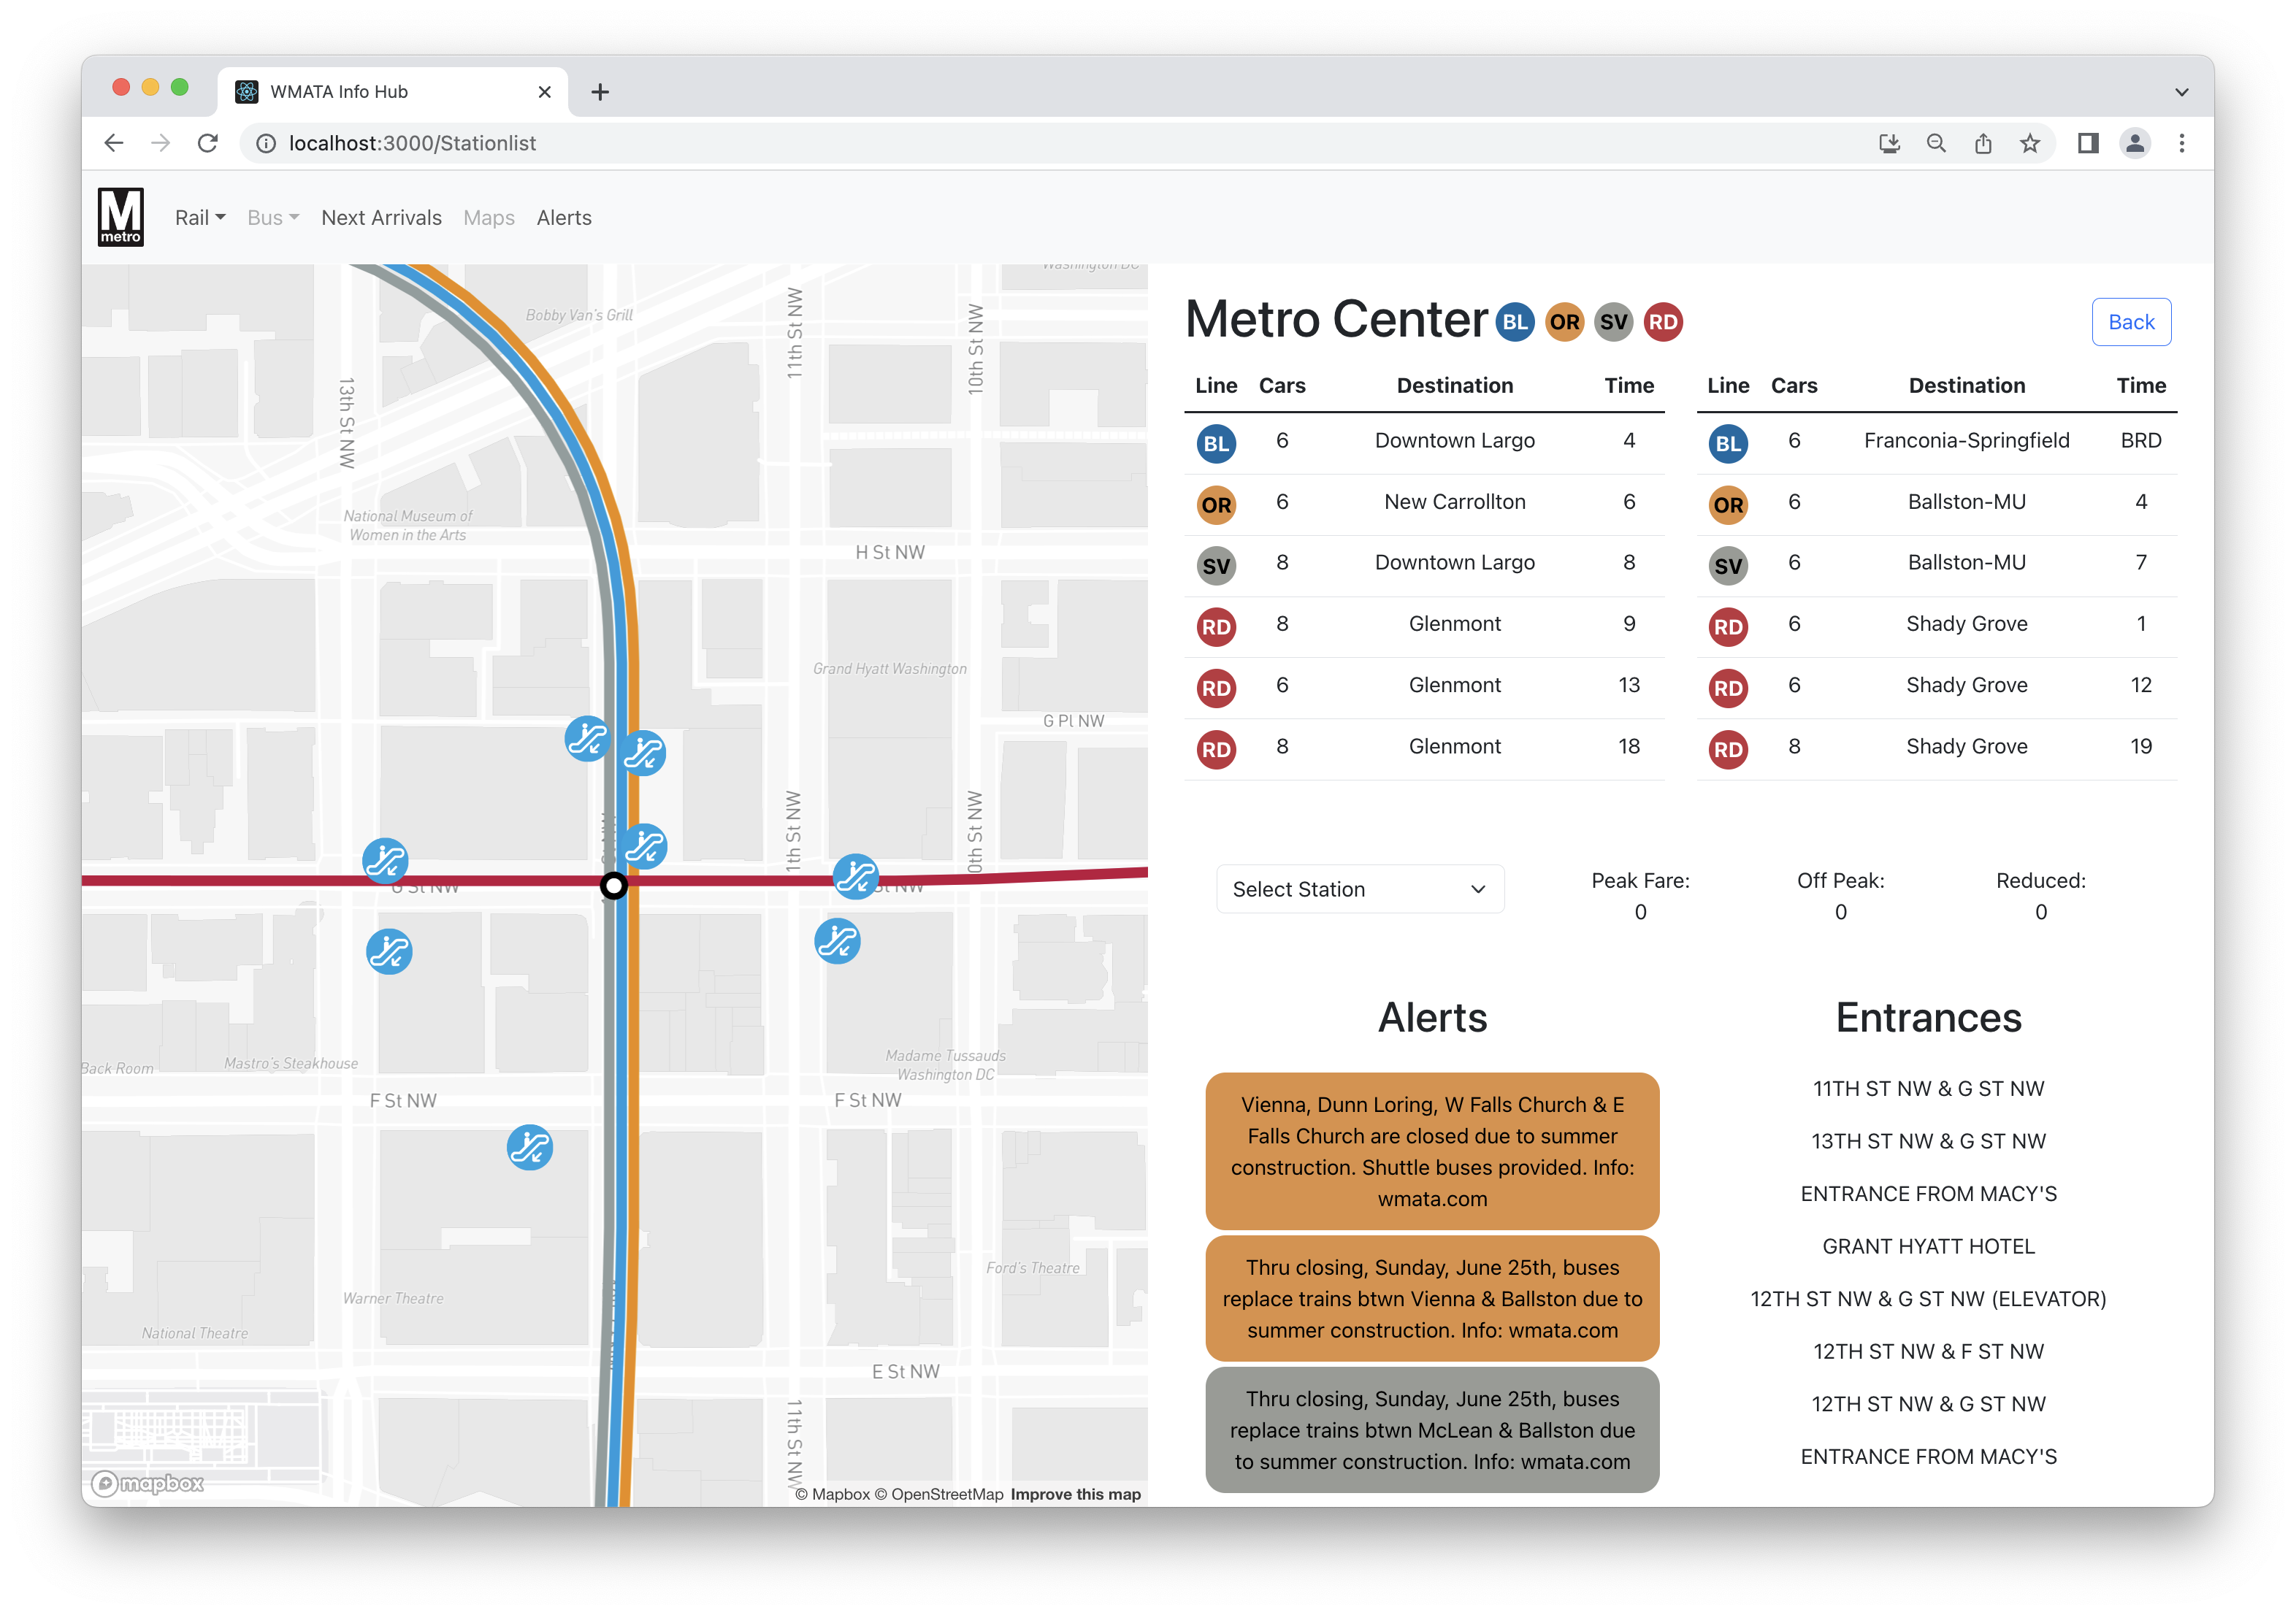 WMATA Info Hub
localhost:3000/Stationlist
M
metro
Rail
Bus
Next Arrivals
Maps
Alerts
Washington DC
Bobby Van's Grill
11th St NW
10th St NW
13th St NW
National Museum of
Women in the Arts
H St NW
Grand Hyatt Washington
G Pl NW
G St NW
St NW
Back Room
Mastro's Steakhouse
Madame Tussauds
Washington DC
F St NW
F St NW
Ford's Theatre
Warner Theatre
National Theatre
E St NW
11th St NW
mapbox
© Mapbox © OpenStreetMap Improve this map
Metro Center BL OR SV RD
Back
Line Cars Destination Time
BL 6 Downtown Largo 4
OR 6 New Carrollton 6
SV 8 Downtown Largo 8
RD 8 Glenmont 9
RD 6 Glenmont 13
RD 8 Glenmont 18
Line Cars Destination Time
BL 6 Franconia-Springfield BRD
OR 6 Ballston-MU 4
SV 6 Ballston-MU 7
RD 6 Shady Grove 1
RD 6 Shady Grove 12
RD 8 Shady Grove 19
Select Station
Peak Fare:
0
Off Peak:
0
Reduced:
0
Alerts
Vienna, Dunn Loring, W Falls Church & E
Falls Church are closed due to summer
construction. Shuttle buses provided. Info:
wmata.com
Thru closing, Sunday, June 25th, buses
replace trains btwn Vienna & Ballston due to
summer construction. Info: wmata.com
Thru closing, Sunday, June 25th, buses
replace trains btwn McLean & Ballston due
to summer construction. Info: wmata.com
Entrances
11TH ST NW & G ST NW
13TH ST NW & G ST NW
ENTRANCE FROM MACY'S
GRANT HYATT HOTEL
12TH ST NW & G ST NW (ELEVATOR)
12TH ST NW & F ST NW
12TH ST NW & G ST NW
ENTRANCE FROM MACY'S